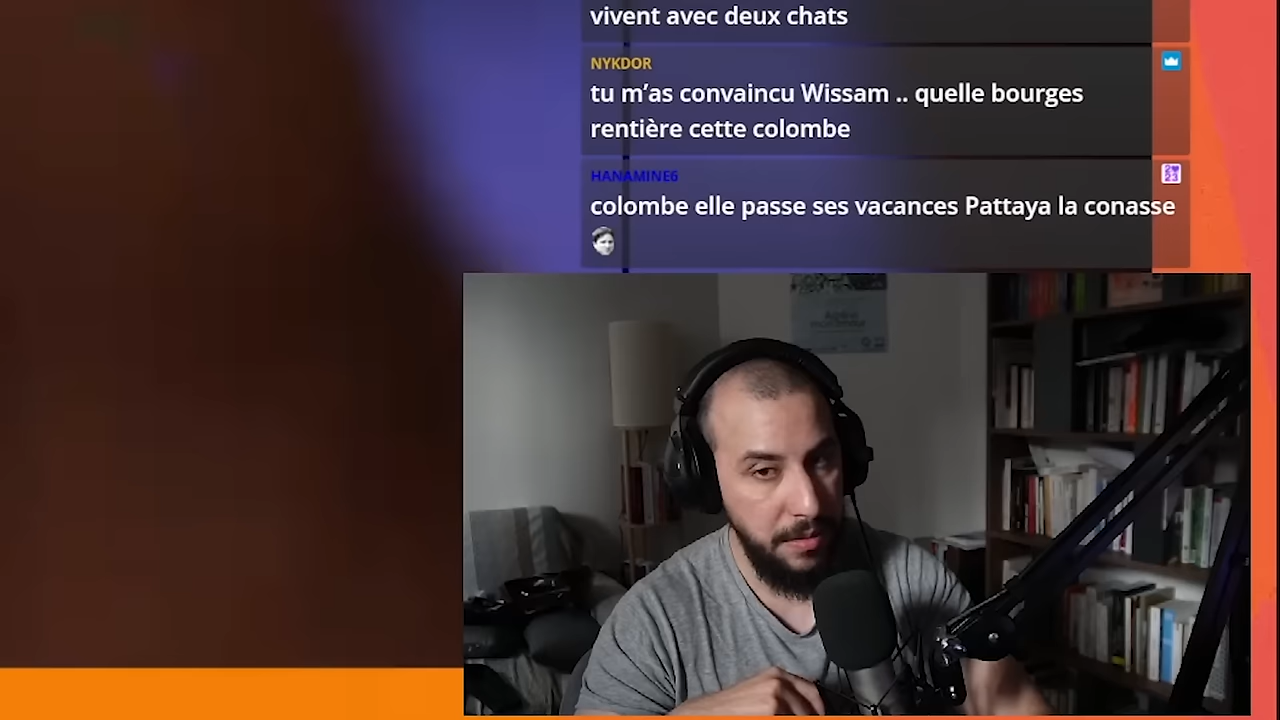 vivent avec deux chats
NYKDOR
tu m’as convaincu Wissam .. quelle bourges
rentière cette colombe
HANAMINE6
colombe elle passe ses vacances Pattaya la conasse